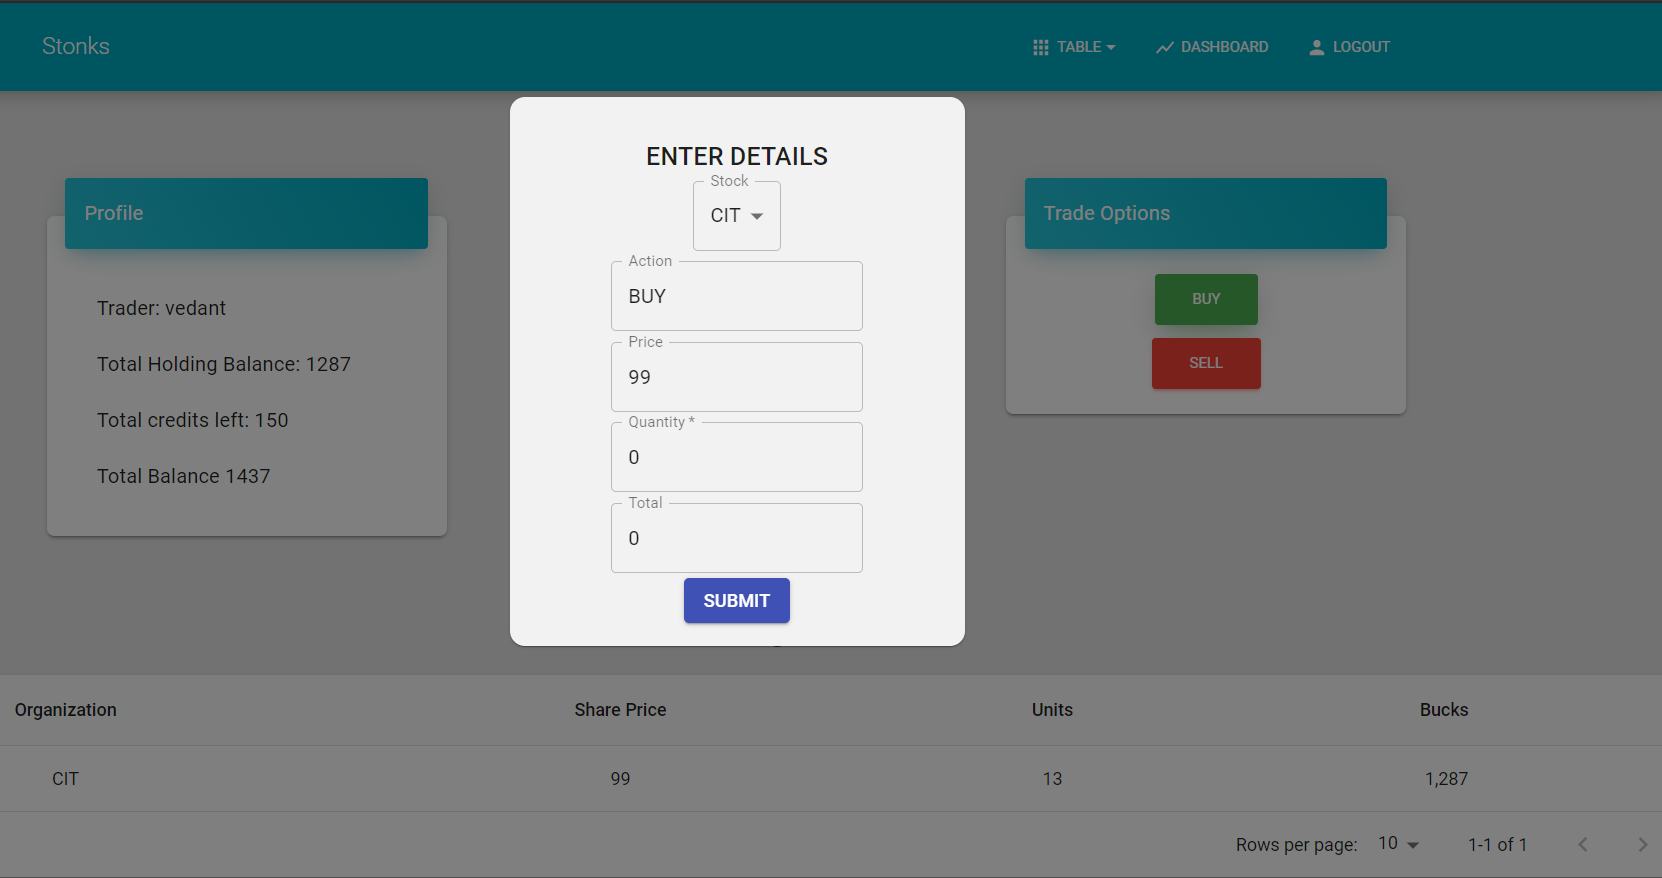 Stonks
TABLE
DASHBOARD
LOGOUT
Profile
Trader: vedant
Total Holding Balance: 1287
Total credits left: 150
Total Balance 1437
ENTER DETAILS
Stock
CIT
Action
BUY
Price
99
Quantity *
0
Total
0
SUBMIT
Trade Options
BUY
SELL
Organization Share Price Units Bucks
CIT 99 13 1,287
Rows per page: 10 1-1 of 1